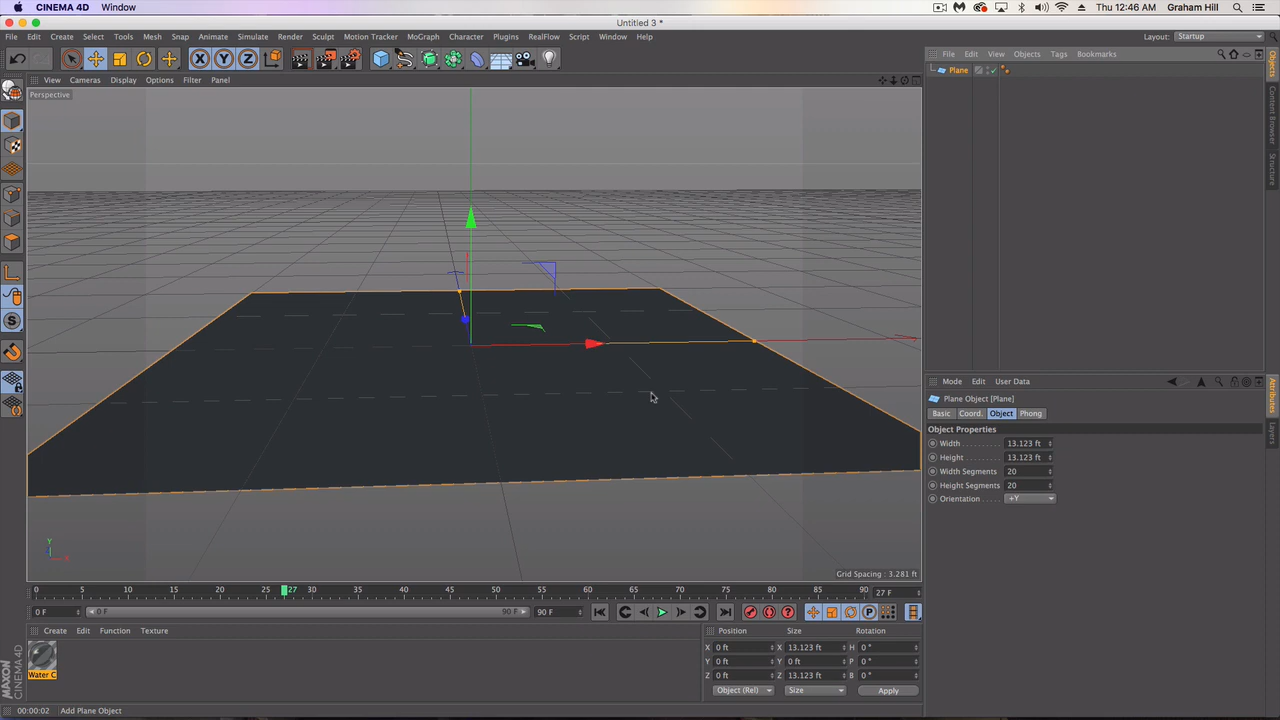 CINEMA 4D Window Thu 12:46 AM Graham Hill
Untitled 3 *
File Edit Create Select Tools Mesh Snap Animate Simulate Render Sculpt Motion Tracker MoGraph Character Plugins RealFlow Script Window Help Layout: Startup
X Y Z
View Cameras Display Options Filter Panel
File Edit View Objects Tags Bookmarks
Perspective
Plane
Objects
Content Browser
Structure
Mode Edit User Data
Plane Object [Plane]
Basic Coord. Object Phong
Object Properties
Width 13.123 ft
Height 13.123 ft
Width Segments 20
Height Segments 20
Orientation +Y
Attributes
Layers
Y
X
Grid Spacing : 3.281 ft
0 5 10 15 20 27 30 35 40 45 50 55 60 65 70 75 80 85 90 27 F
0 F 0 F 90 F 90 F
P
Create Edit Function Texture
Water C
Position Size Rotation
X 0 ft X 13.123 ft H 0 °
Y 0 ft Y 0 ft P 0 °
Z 0 ft Z 13.123 ft B 0 °
Object (Rel) Size Apply
MAXON
CINEMA 4D
00:00:02 Add Plane Object